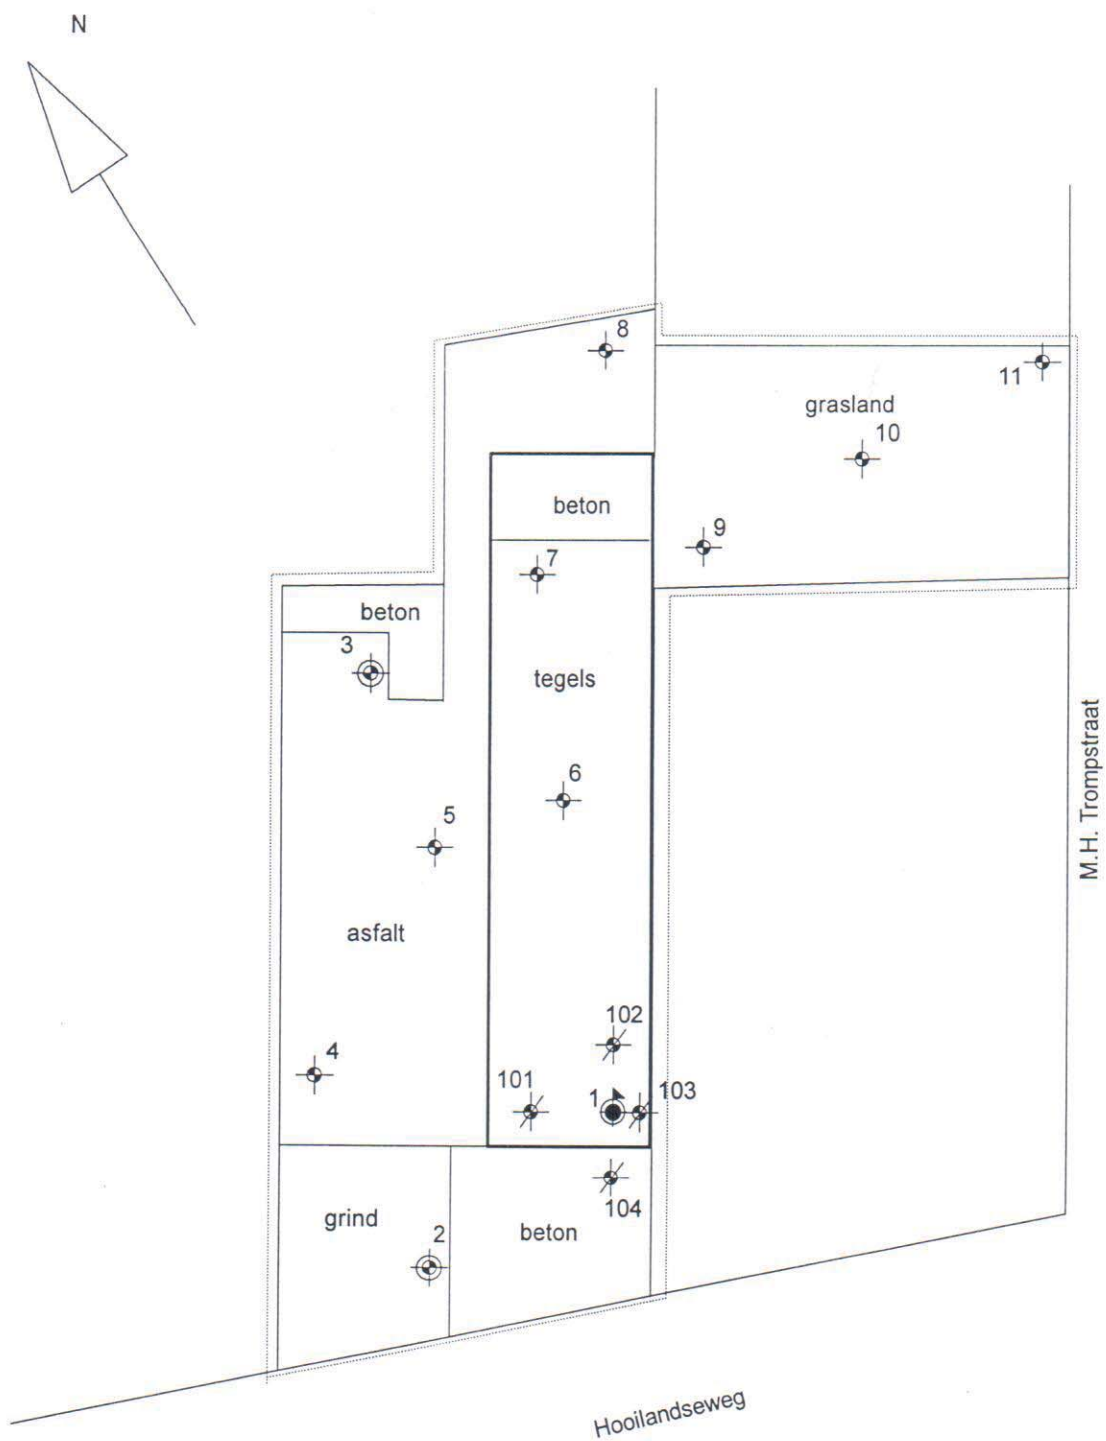 N
8
11
grasland
10
beton
9
7
beton
3
tegels
6
5
M.H. Trompstraat
asfalt
102
4
101
1
103
104
grind
beton
2
Hooilandseweg